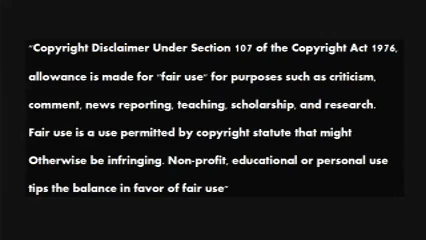 "Copyright Disclaimer Under Section 107 of the Copyright Act 1976,
allowance is made for "fair use" for purposes such as criticism,
comment, news reporting, teaching, scholarship, and research.
Fair use is a use permitted by copyright statute that might
Otherwise be infringing. Non-profit, educational or personal use
tips the balance in favor of fair use"